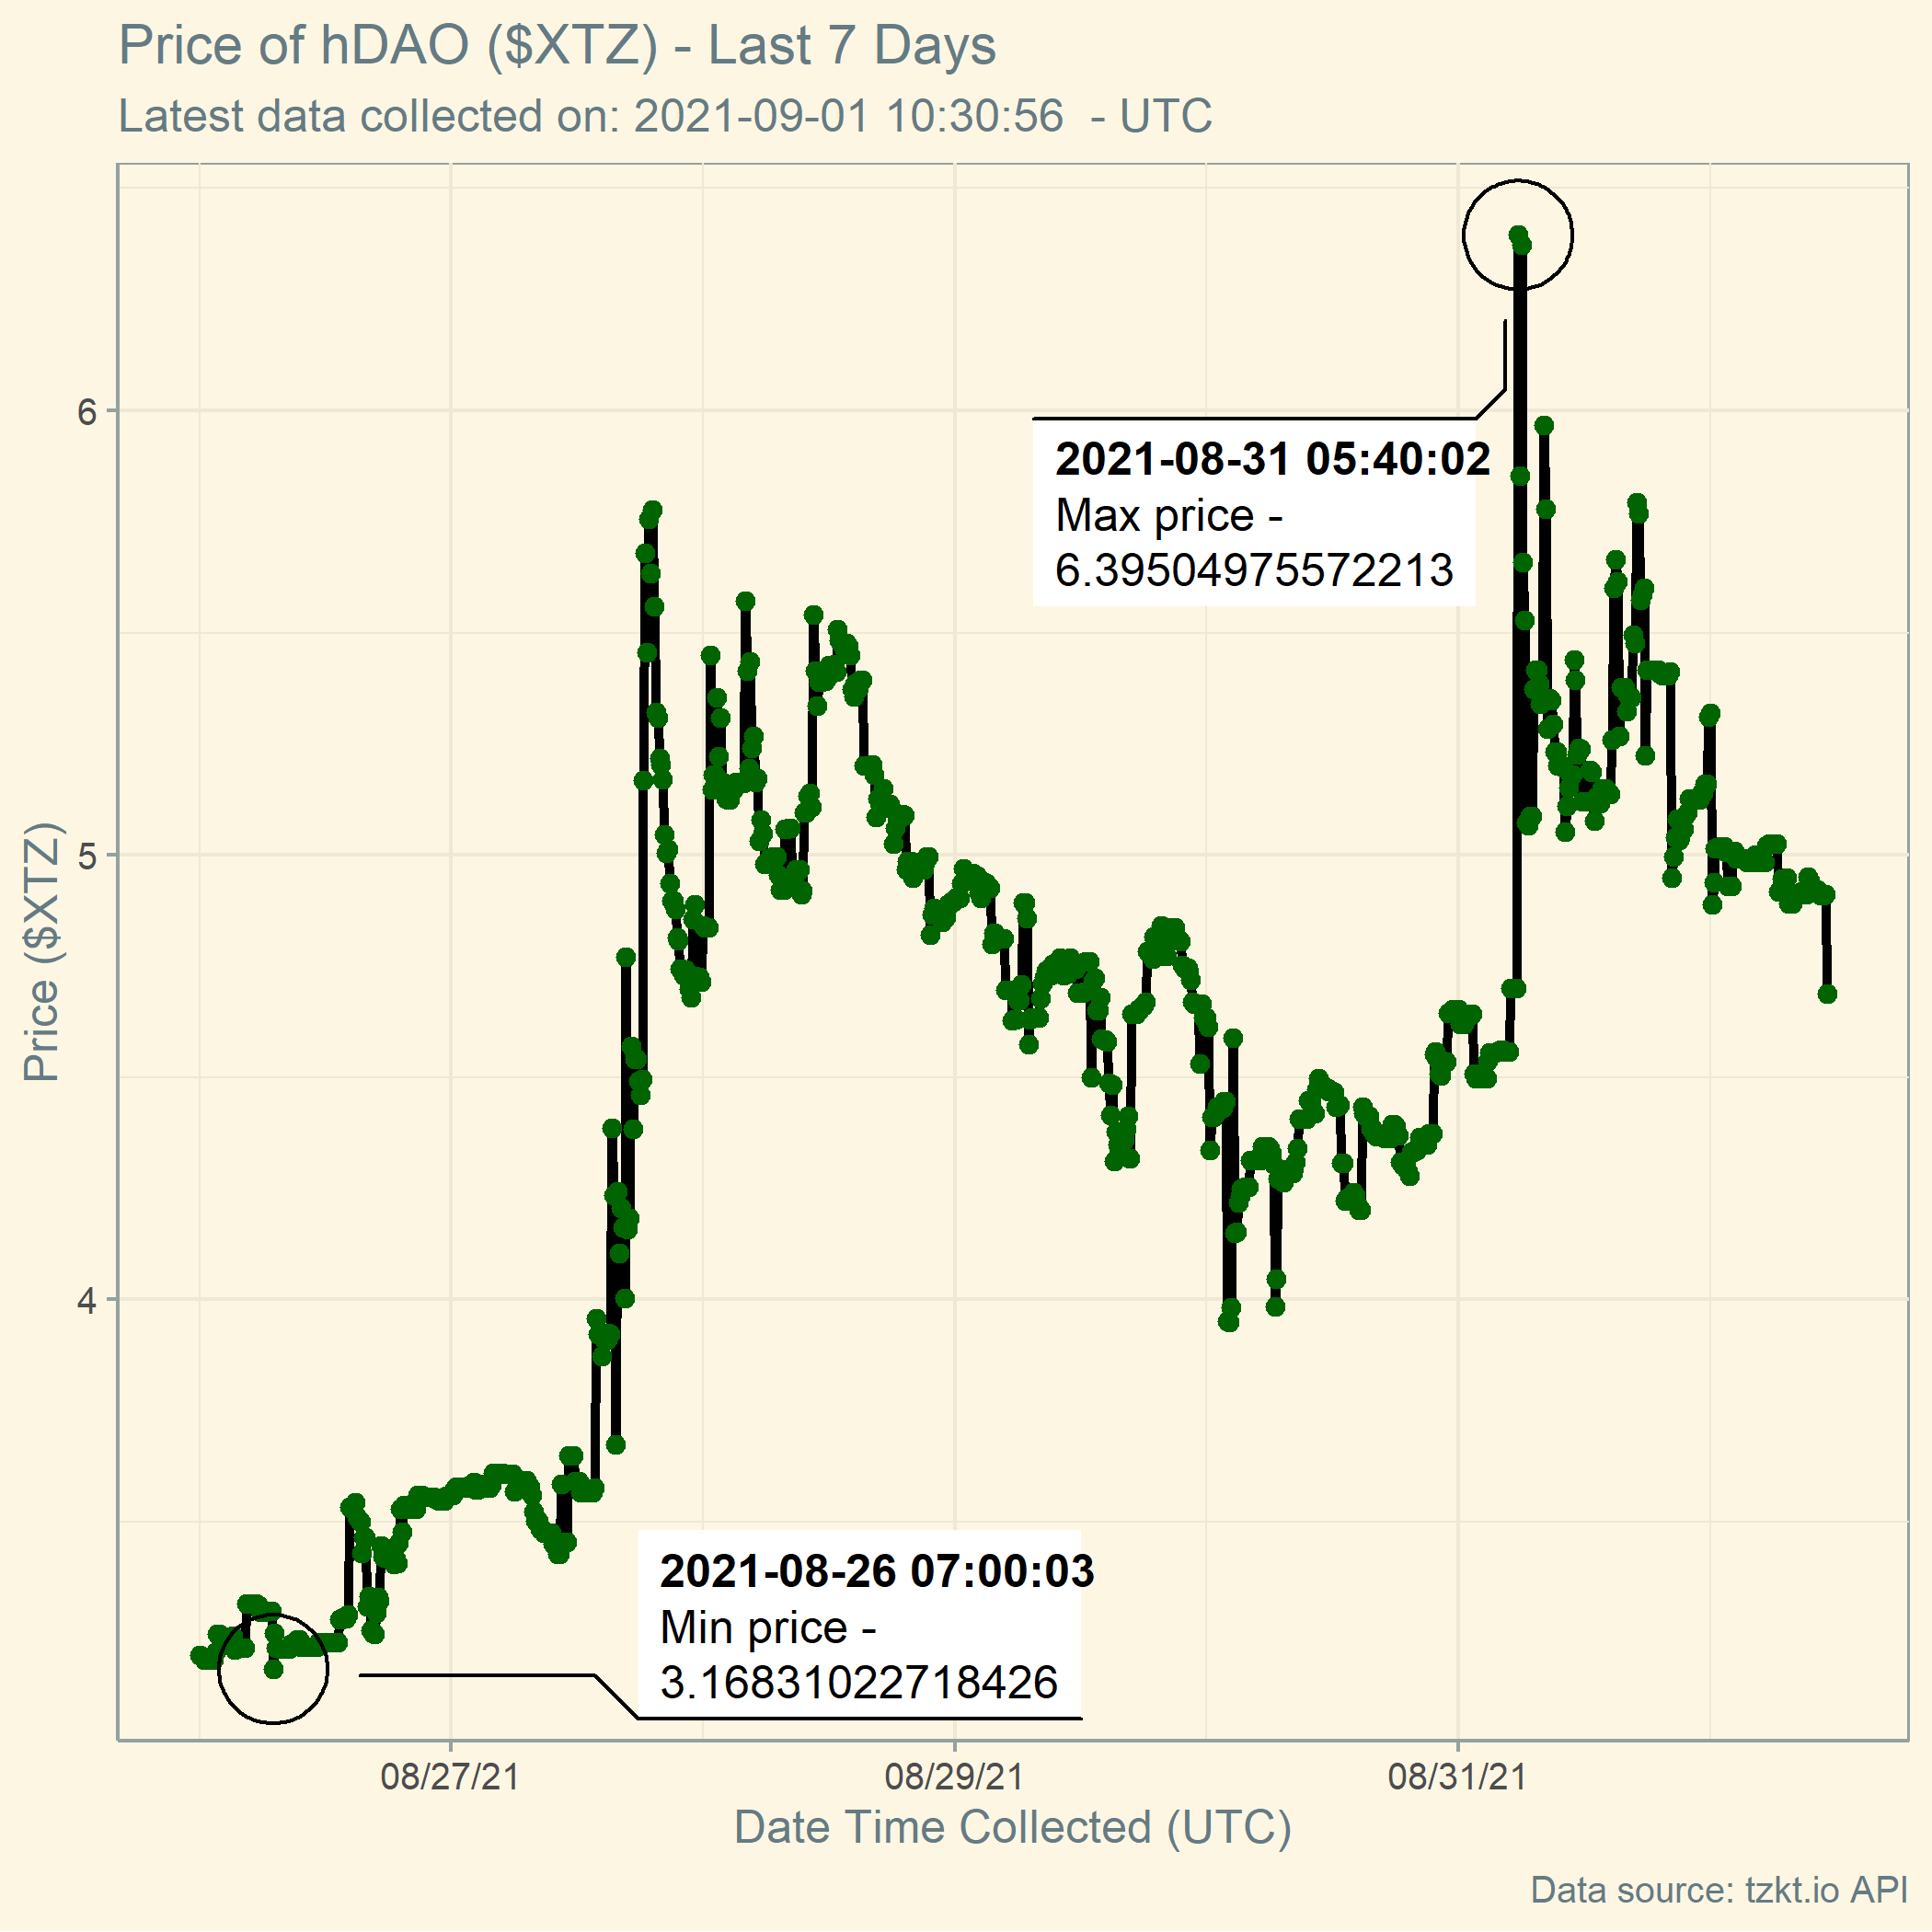 Price of hDAO ($XTZ) - Last 7 Days
Latest data collected on: 2021-09-01 10:30:56  - UTC
6
5
4
Price ($XTZ)
2021-08-31 05:40:02
Max price -
6.39504975572213
2021-08-26 07:00:03
Min price -
3.16831022718426
08/27/21
08/29/21
08/31/21
Date Time Collected (UTC)
Data source: tzkt.io API